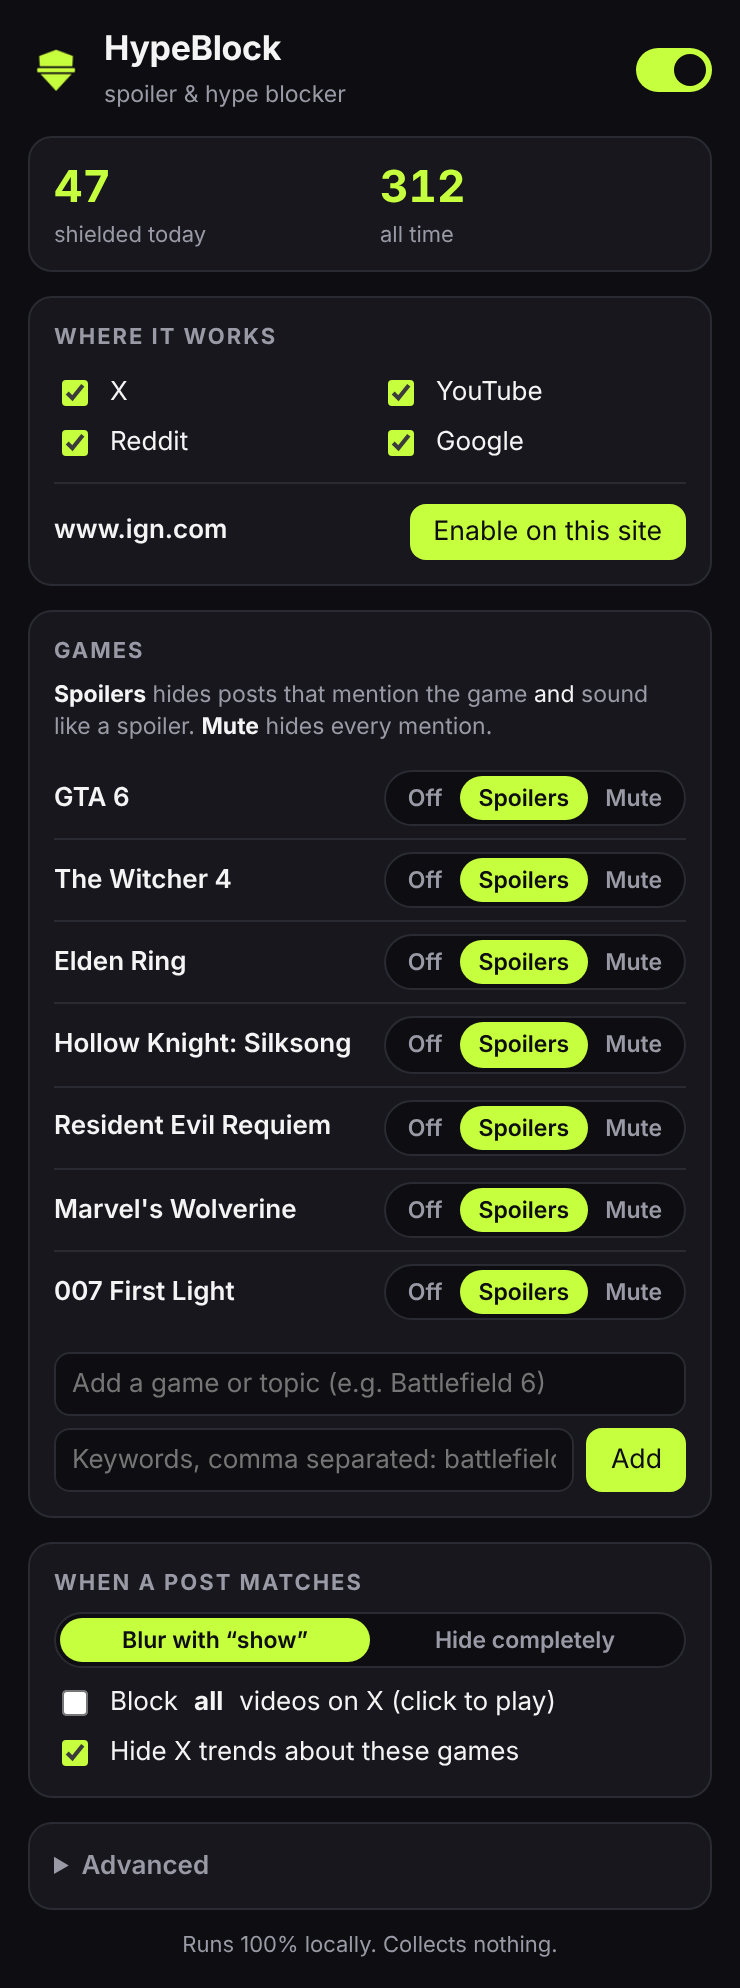 HypeBlock
spoiler & hype blocker
47
312
shielded today
all time
WHERE IT WORKS
X
YouTube
Reddit
Google
www.ign.com
Enable on this site
GAMES
Spoilers hides posts that mention the game and sound
like a spoiler. Mute hides every mention.
GTA 6
Off Spoilers Mute
The Witcher 4
Off Spoilers Mute
Elden Ring
Off Spoilers Mute
Hollow Knight: Silksong
Off Spoilers Mute
Resident Evil Requiem
Off Spoilers Mute
Marvel's Wolverine
Off Spoilers Mute
007 First Light
Off Spoilers Mute
Add a game or topic (e.g. Battlefield 6)
Keywords, comma separated: battlefield
Add
WHEN A POST MATCHES
Blur with “show”
Hide completely
Block all videos on X (click to play)
Hide X trends about these games
Advanced
Runs 100% locally. Collects nothing.